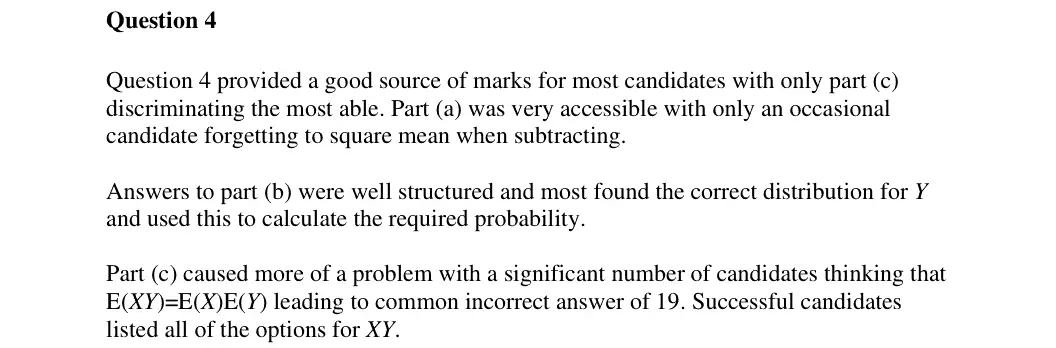 Question 4
Question 4 provided a good source of marks for most candidates with only part (c)
discriminating the most able. Part (a) was very accessible with only an occasional
candidate forgetting to square mean when subtracting.
Answers to part (b) were well structured and most found the correct distribution for Y
and used this to calculate the required probability.
Part (c) caused more of a problem with a significant number of candidates thinking that
E(XY)=E(X)E(Y) leading to common incorrect answer of 19. Successful candidates
listed all of the options for XY.